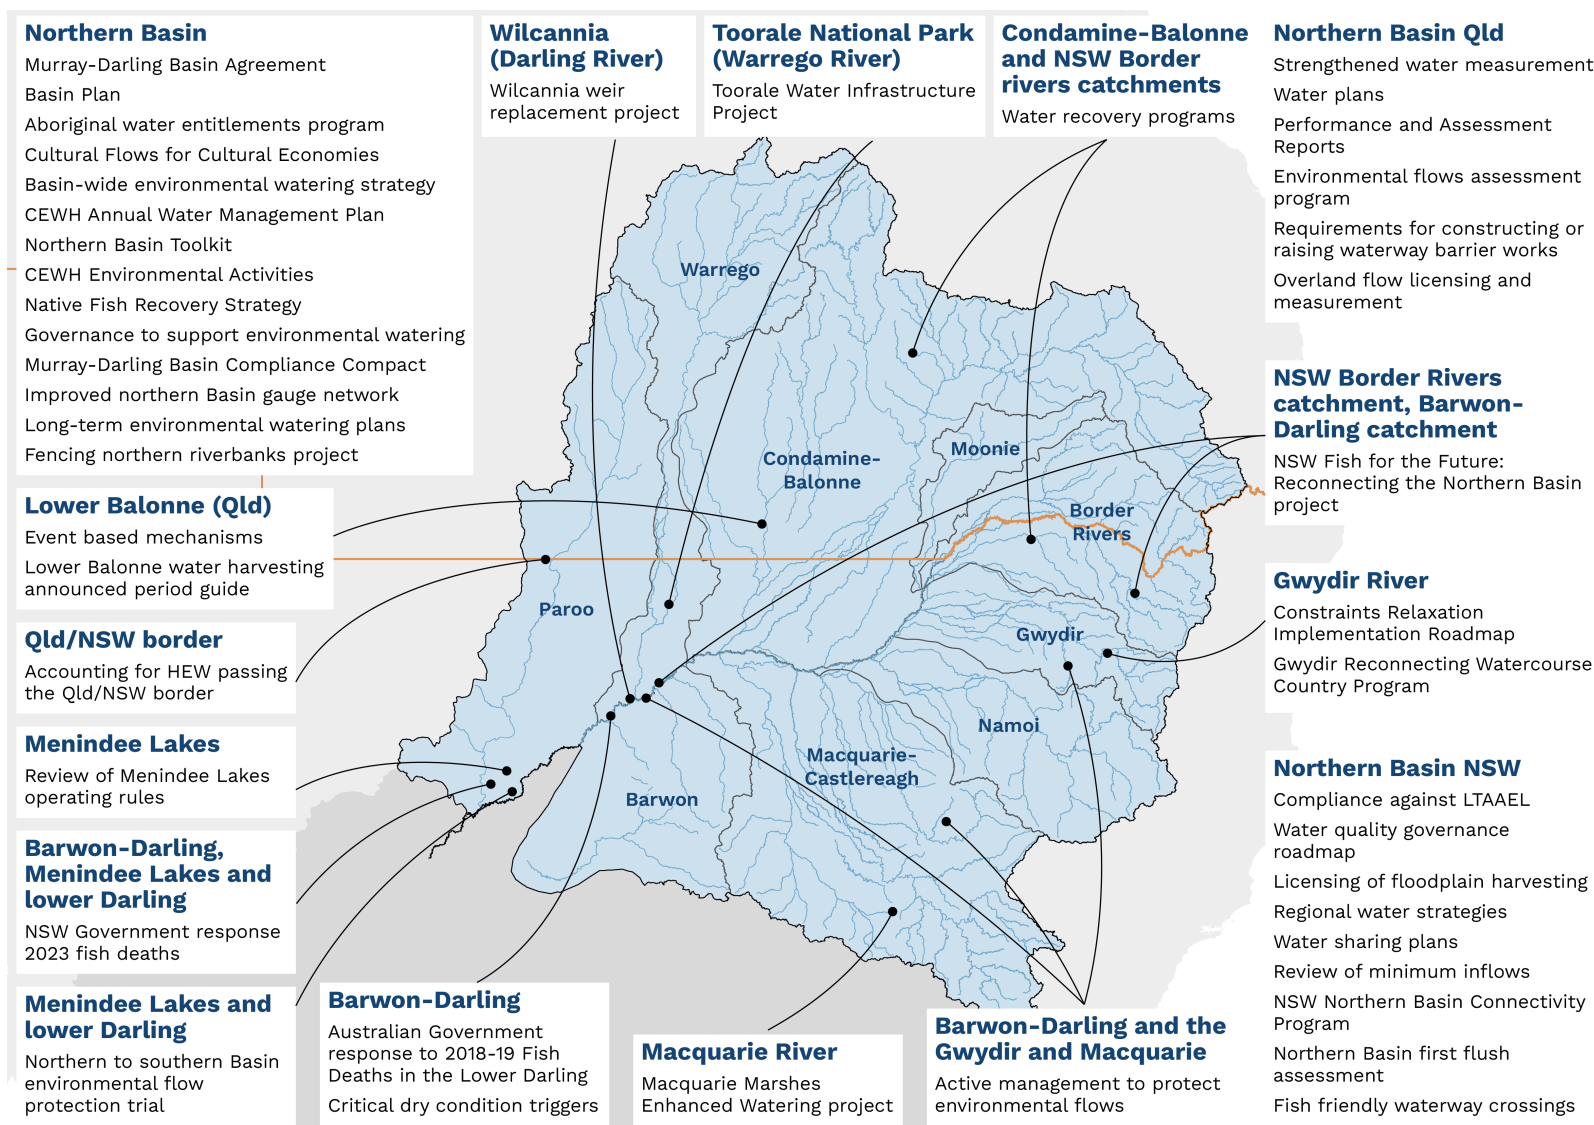 Northern Basin
Murray-Darling Basin Agreement
Basin Plan
Aboriginal water entitlements program
Cultural Flows for Cultural Economies
Basin-wide environmental watering strategy
CEWH Annual Water Management Plan
Northern Basin Toolkit
CEWH Environmental Activities
Native Fish Recovery Strategy
Governance to support environmental watering
Murray-Darling Basin Compliance Compact
Improved northern Basin gauge network
Long-term environmental watering plans
Fencing northern riverbanks project
Wilcannia
(Darling River)
Wilcannia weir
replacement project
Toorale National Park
(Warrego River)
Toorale Water Infrastructure
Project
Condamine-Balonne
and NSW Border
rivers catchments
Water recovery programs
Northern Basin Qld
Strengthened water measurement
Water plans
Performance and Assessment
Reports
Environmental flows assessment
program
Requirements for constructing or
raising waterway barrier works
Overland flow licensing and
measurement
NSW Border Rivers
catchment, Barwon-
Darling catchment
NSW Fish for the Future:
Reconnecting the Northern Basin
project
Gwydir River
Constraints Relaxation
Implementation Roadmap
Gwydir Reconnecting Watercourse
Country Program
Northern Basin NSW
Compliance against LTAAEL
Water quality governance
roadmap
Licensing of floodplain harvesting
Regional water strategies
Water sharing plans
Review of minimum inflows
NSW Northern Basin Connectivity
Program
Northern Basin first flush
assessment
Fish friendly waterway crossings
Lower Balonne (Qld)
Event based mechanisms
Lower Balonne water harvesting
announced period guide
Qld/NSW border
Accounting for HEW passing
the Qld/NSW border
Menindee Lakes
Review of Menindee Lakes
operating rules
Barwon-Darling,
Menindee Lakes and
lower Darling
NSW Government response
2023 fish deaths
Menindee Lakes and
lower Darling
Northern to southern Basin
environmental flow
protection trial
Barwon-Darling
Australian Government
response to 2018-19 Fish
Deaths in the Lower Darling
Critical dry condition triggers
Macquarie River
Macquarie Marshes
Enhanced Watering project
Barwon-Darling and the
Gwydir and Macquarie
Active management to protect
environmental flows
Warrego
Condamine-
Balonne
Moonie
Border
Rivers
Paroo
Gwydir
Namoi
Macquarie-
Castlereagh
Barwon